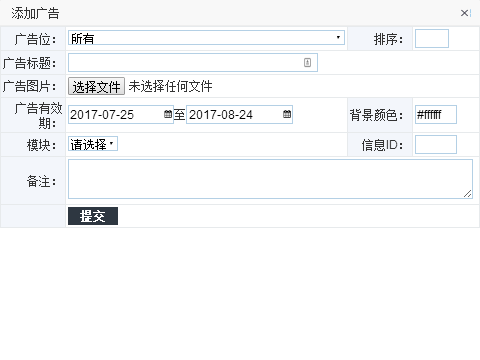 添加广告
广告位： 所有 排序：
广告标题：
广告图片： 选择文件 未选择任何文件
广告有效期： 2017-07-25 至 2017-08-24 背景颜色： #ffffff
模块： 请选择 信息ID：
备注：
提交